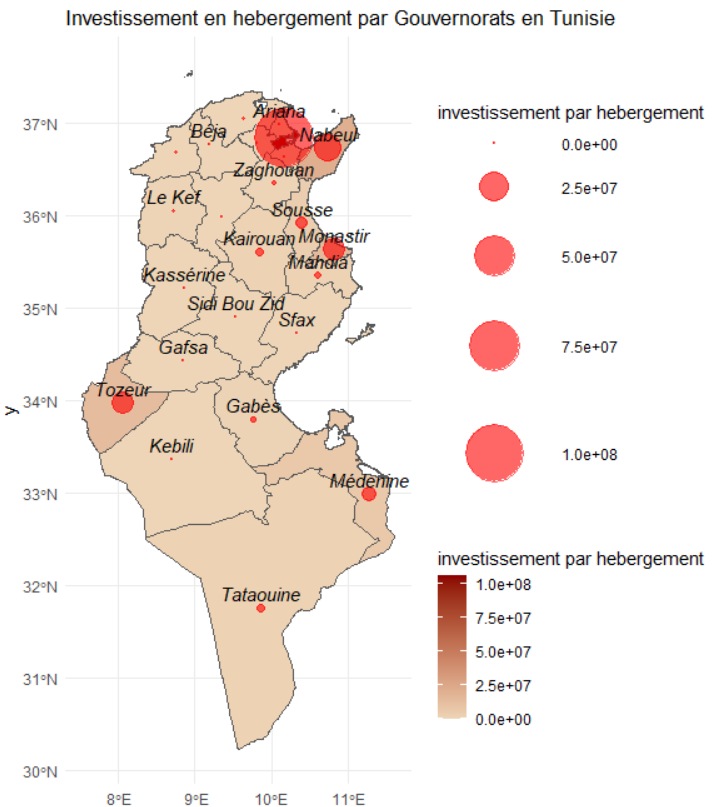 Investissement en hebergement par Gouvernorats en Tunisie
37°N
36°N
35°N
34°N
33°N
32°N
31°N
30°N
y
8°E
9°E
10°E
11°E
Ariana
Béja
Nabeul
Zaghouan
Le Kef
Sousse
Kairouan
Monastir
Mahdia
Kassérine
Sidi Bou Zid
Sfax
Gafsa
Tozeur
Gabès
Kebili
Médenine
Tataouine
investissement par hebergement
0.0e+00
2.5e+07
5.0e+07
7.5e+07
1.0e+08
investissement par hebergement
1.0e+08
7.5e+07
5.0e+07
2.5e+07
0.0e+00